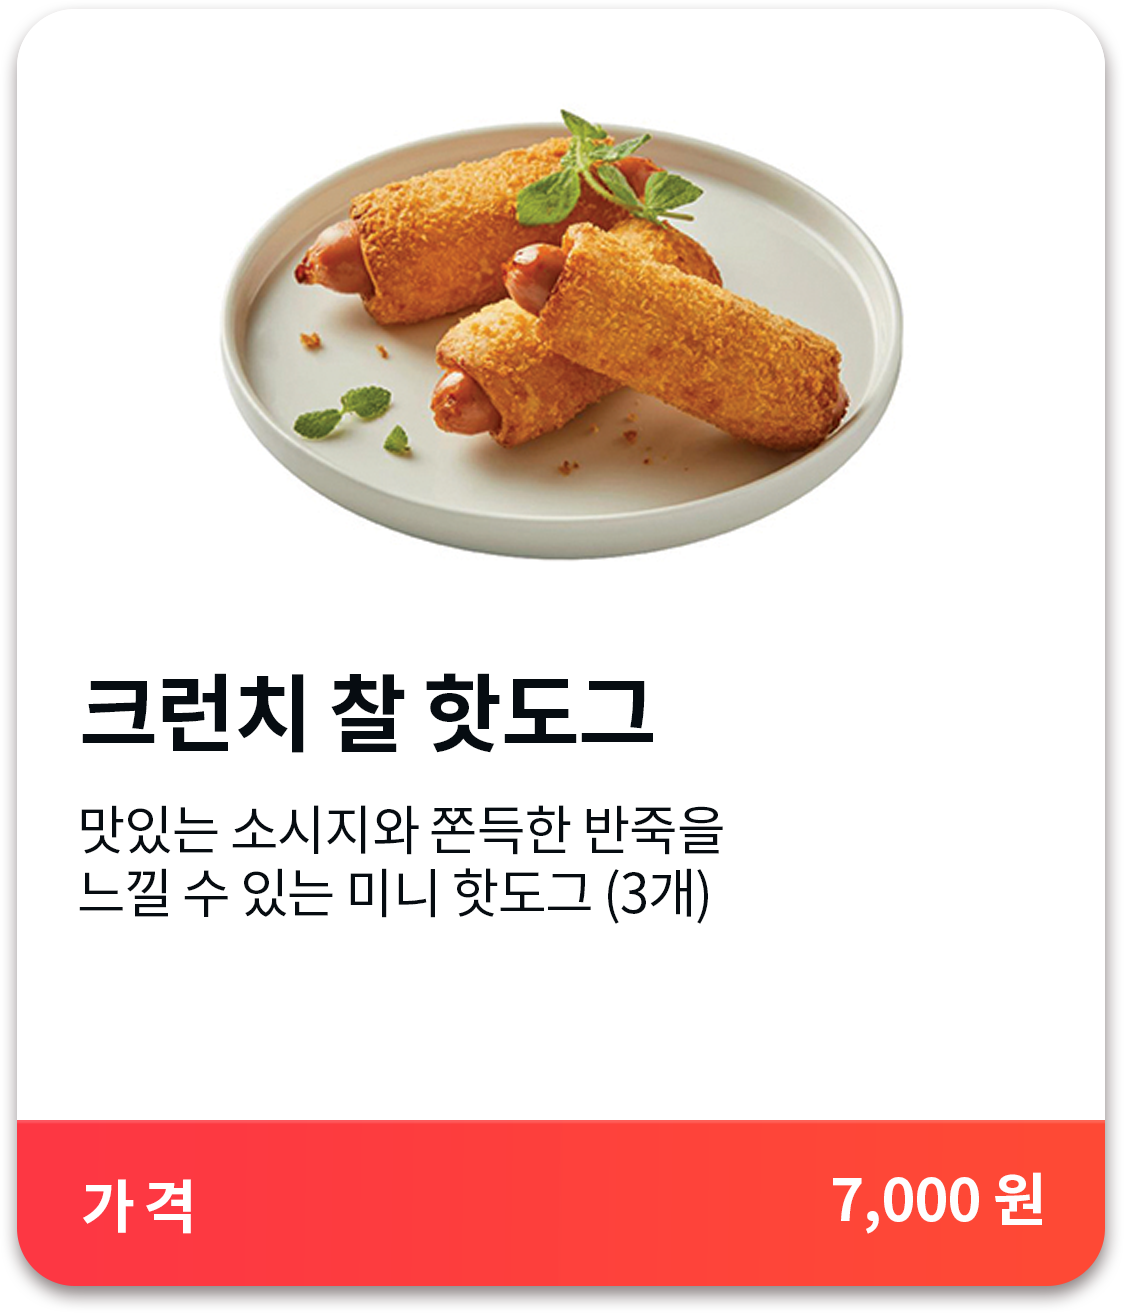 크런치 찰 핫도그
맛있는 소시지와 쫀득한 반죽을
느낄 수 있는 미니 핫도그 (3개)
가 격
7,000 원